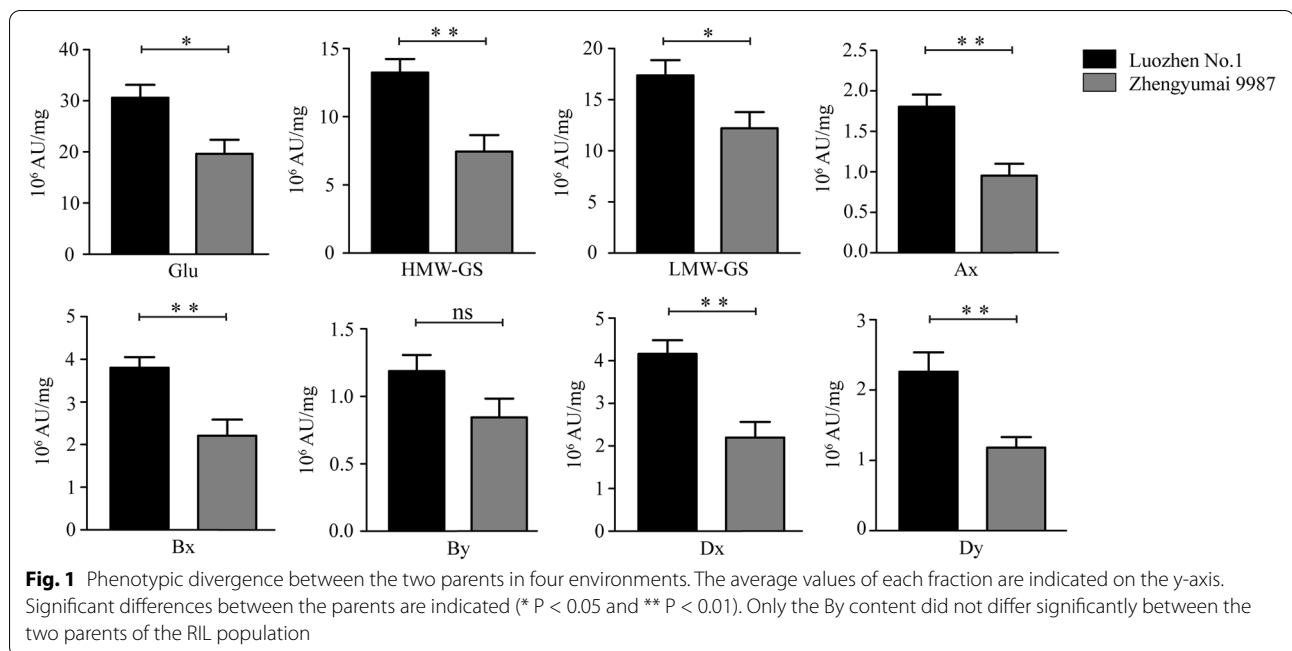 *
40
30
20
10
0
10⁶ AU/mg
Glu
* *
15
10
5
0
10⁶ AU/mg
HMW-GS
*
20
15
10
5
0
10⁶ AU/mg
LMW-GS
* *
2.5
2.0
1.5
1.0
0.5
0.0
10⁶ AU/mg
Ax
Luozhen No.1
Zhengyumai 9987
* *
5
4
3
2
1
0
10⁶ AU/mg
Bx
ns
1.5
1.0
0.5
0.0
10⁶ AU/mg
By
* *
5
4
3
2
1
0
10⁶ AU/mg
Dx
* *
3
2
1
0
10⁶ AU/mg
Dy
Fig. 1 Phenotypic divergence between the two parents in four environments. The average values of each fraction are indicated on the y-axis.
Significant differences between the parents are indicated (* P < 0.05 and ** P < 0.01). Only the By content did not differ significantly between the
two parents of the RIL population